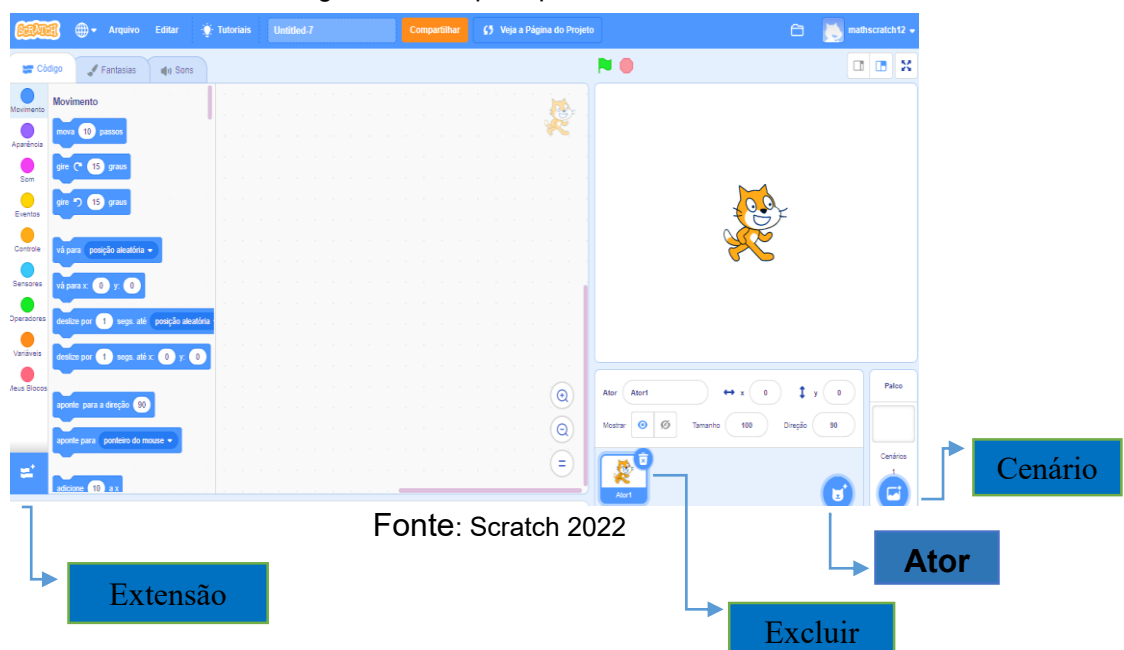 SCRATCH Arquivo Editar Tutoriais Untitled-7 Compartilhar Veja a Página do Projeto mathscratch12
Código Fantasias Sons
Movimento
Aparência
Som
Eventos
Controle
Sensores
Operadores
Variáveis
Meus Blocos
Movimento
mova 10 passos
gire 15 graus
gire 15 graus
vá para posição aleatória
vá para x: 0 y: 0
deslize por 1 segs. até posição aleatória
deslize por 1 segs. até x: 0 y: 0
aponte para a direção 90
aponte para ponteiro do mouse
adicione 10 a x
Ator Ator1 x 0 y 0
Mostrar Tamanho 100 Direção 90
Ator1
Palco
Cenários
1
Cenário
Fonte: Scratch 2022
Ator
Extensão
Excluir